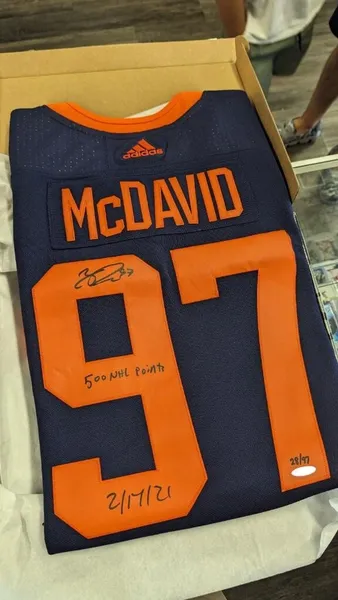 adidas
McDAVID
97
500 NHL Points
2/17/21
28/97